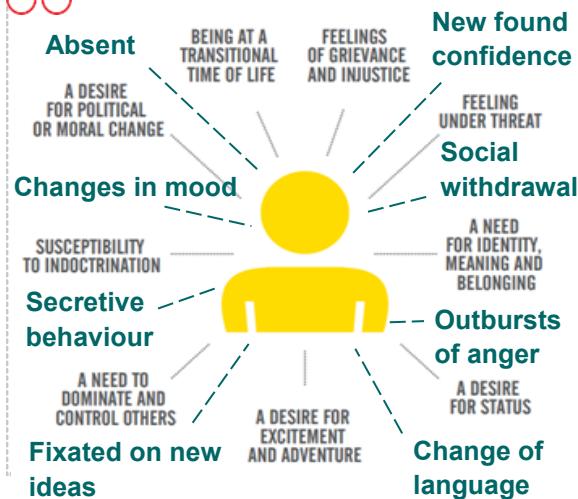 Absent
BEING AT A
TRANSITIONAL
TIME OF LIFE
FEELINGS
OF GRIEVANCE
AND INJUSTICE
New found
confidence
A DESIRE
FOR POLITICAL
OR MORAL CHANGE
FEELING
UNDER THREAT
Changes in mood
Social
withdrawal
SUSCEPTIBILITY
TO INDOCTRINATION
A NEED
FOR IDENTITY,
MEANING AND
BELONGING
Secretive
behaviour
Outbursts
of anger
A NEED TO
DOMINATE AND
CONTROL OTHERS
A DESIRE FOR
EXCITEMENT
AND ADVENTURE
A DESIRE
FOR STATUS
Fixated on new
ideas
Change of
language